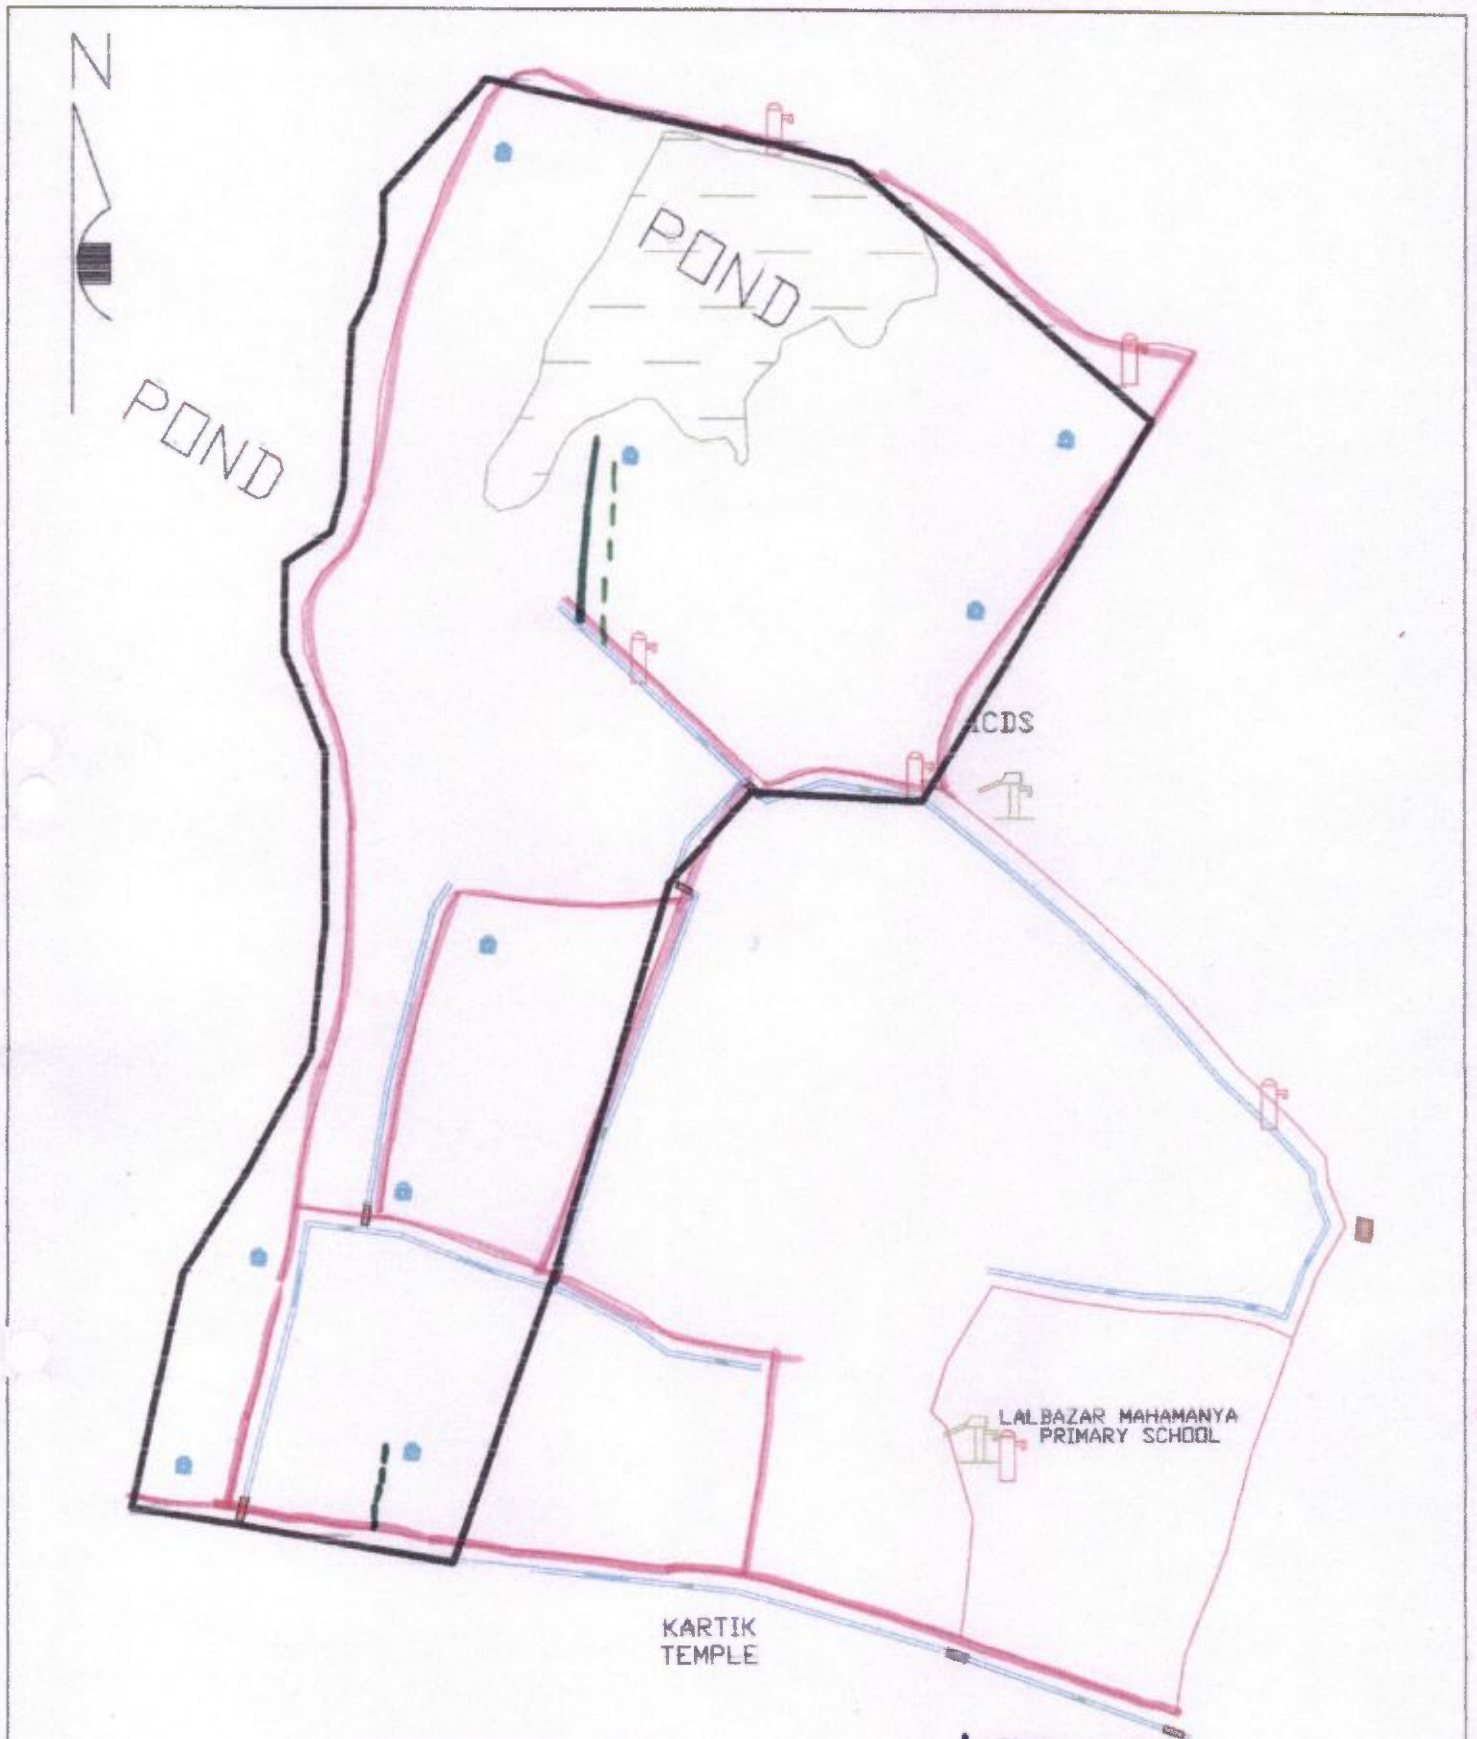 N
POND
POND
ICDS
LALBAZAR MAHAMANYA
PRIMARY SCHOOL
KARTIK
TEMPLE